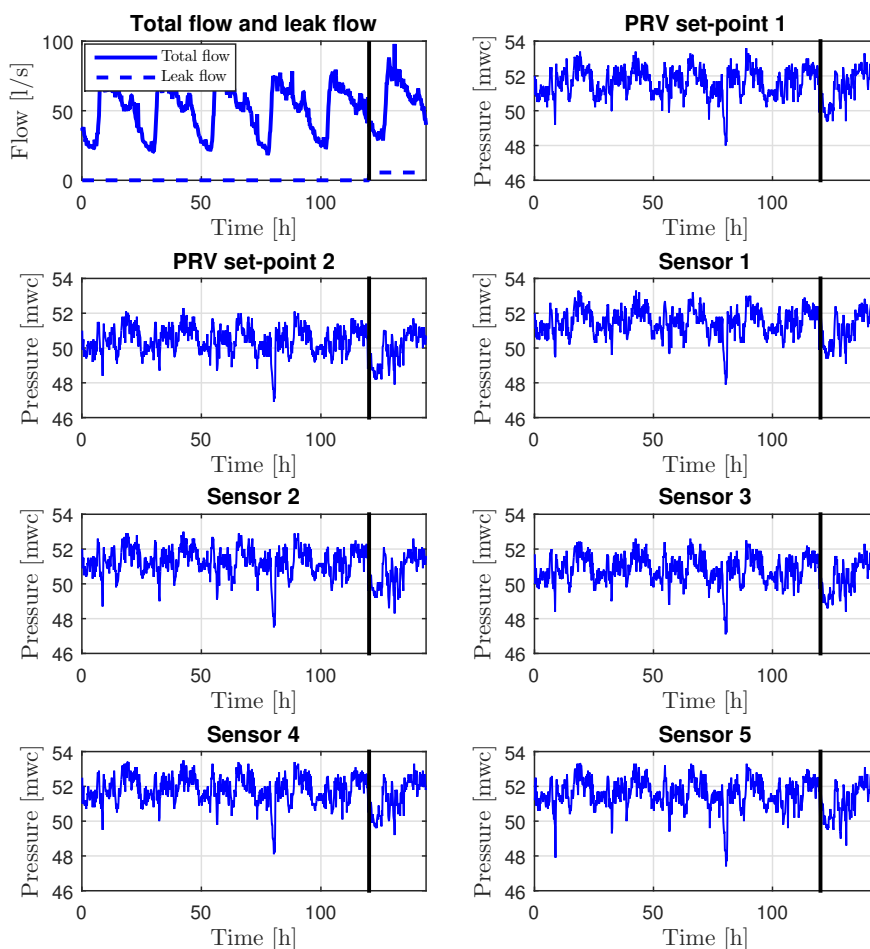 Total flow and leak flow
Flow [l/s]
100
50
0
Total flow
Leak flow
0 50 100
Time [h]
PRV set-point 1
Pressure [mwc]
54
52
50
48
46
0 50 100
Time [h]
PRV set-point 2
Pressure [mwc]
54
52
50
48
46
0 50 100
Time [h]
Sensor 1
Pressure [mwc]
54
52
50
48
46
0 50 100
Time [h]
Sensor 2
Pressure [mwc]
54
52
50
48
46
0 50 100
Time [h]
Sensor 3
Pressure [mwc]
54
52
50
48
46
0 50 100
Time [h]
Sensor 4
Pressure [mwc]
54
52
50
48
46
0 50 100
Time [h]
Sensor 5
Pressure [mwc]
54
52
50
48
46
0 50 100
Time [h]